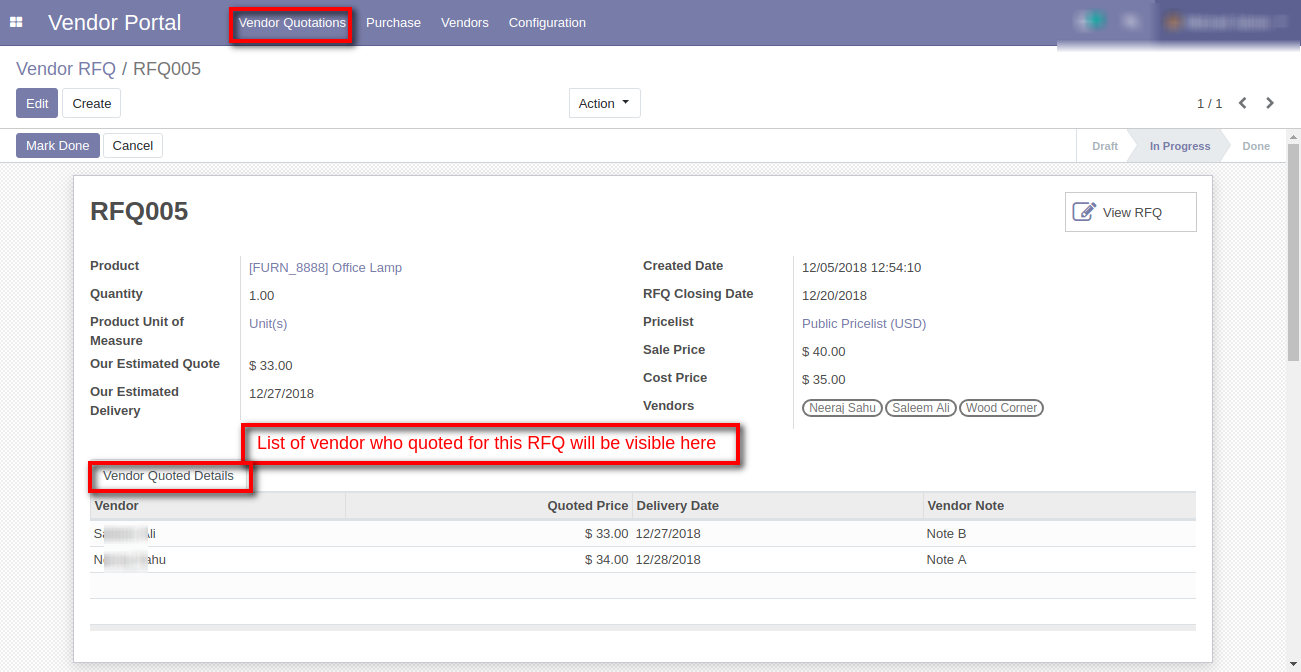 Vendor Portal Vendor Quotations Purchase Vendors Configuration
Vendor RFQ / RFQ005
Edit Create Action 1 / 1
Mark Done Cancel Draft In Progress Done
RFQ005 View RFQ
Product [FURN_8888] Office Lamp Created Date 12/05/2018 12:54:10
Quantity 1.00 RFQ Closing Date 12/20/2018
Product Unit of Measure Unit(s) Pricelist Public Pricelist (USD)
Our Estimated Quote $ 33.00 Sale Price $ 40.00
Our Estimated Delivery 12/27/2018 Cost Price $ 35.00
Vendors Neeraj Sahu Saleem Ali Wood Corner
List of vendor who quoted for this RFQ will be visible here
Vendor Quoted Details
Vendor Quoted Price Delivery Date Vendor Note
$ 33.00 12/27/2018 Note B
$ 34.00 12/28/2018 Note A